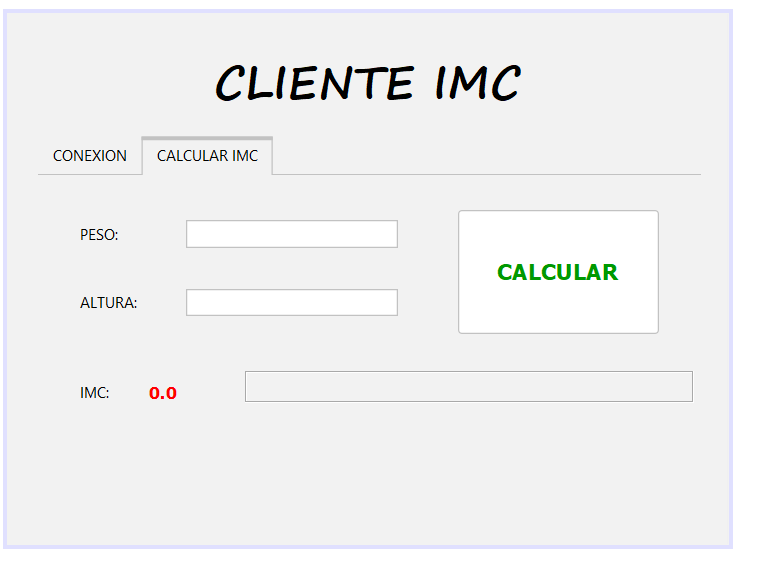 CLIENTE IMC
CONEXION
CALCULAR IMC
PESO:
CALCULAR
ALTURA:
IMC:
0.0